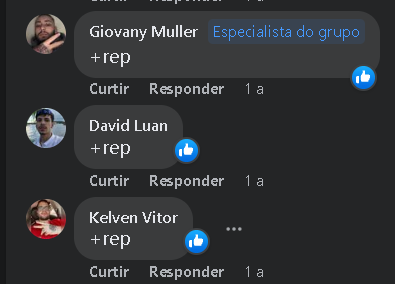 Giovany Muller Especialista do grupo
+rep
Curtir Responder 1 a
David Luan
+rep
Curtir Responder 1 a
Kelven Vitor
+rep
Curtir Responder 1 a